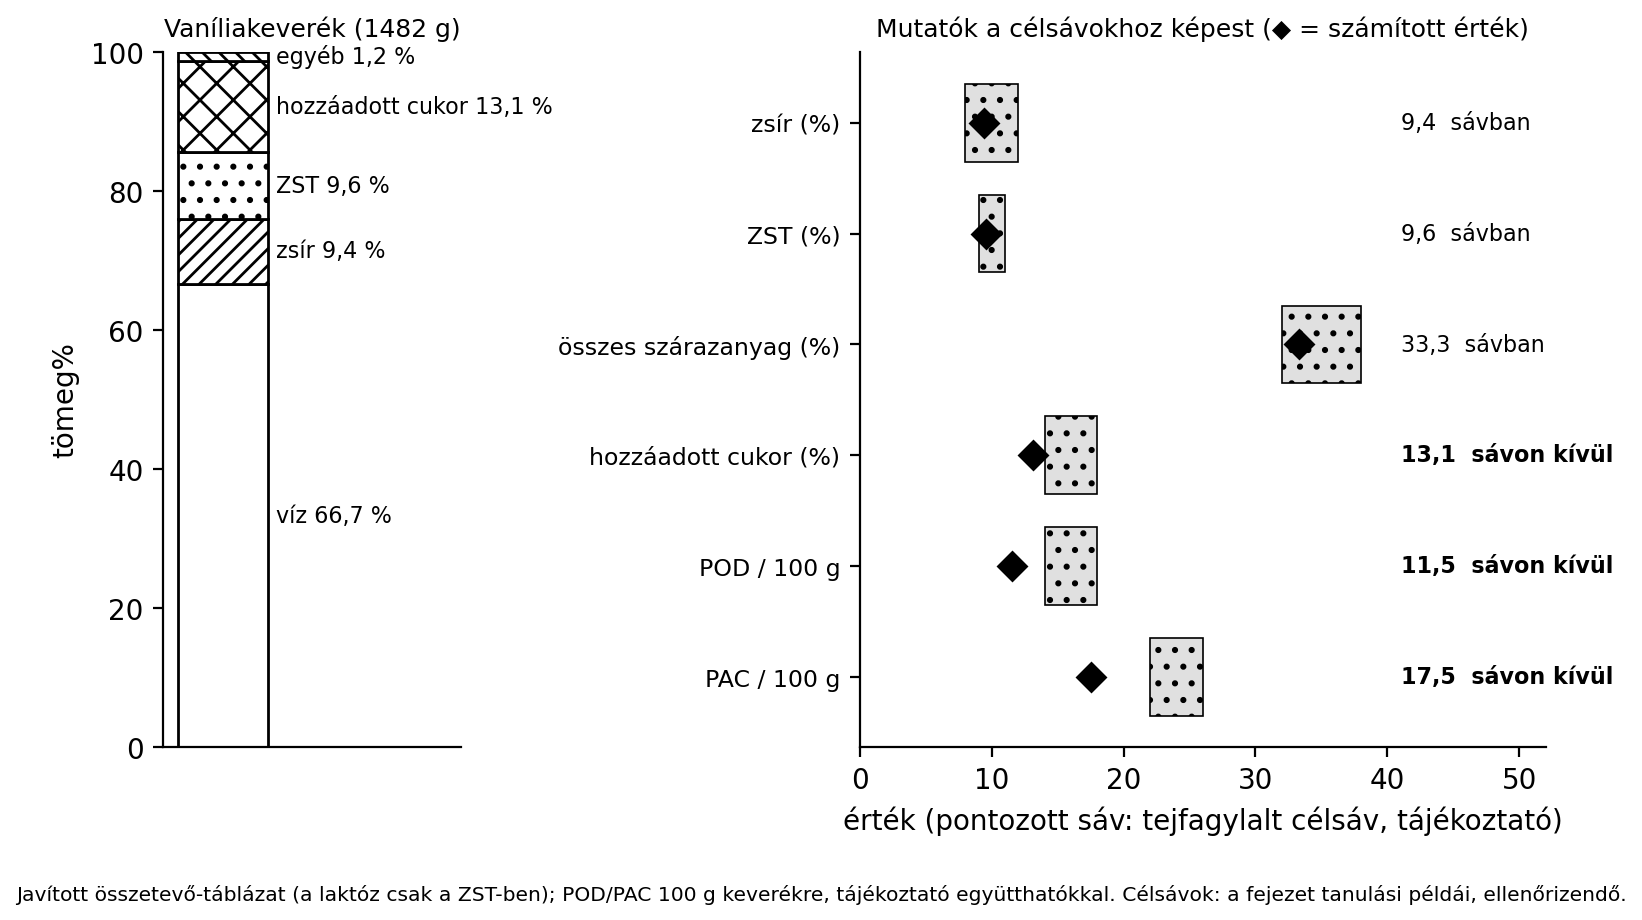 Vaníliakeverék (1482 g)
100
80
60
40
20
0
tömeg%
egyéb 1,2 %
hozzáadott cukor 13,1 %
ZST 9,6 %
zsír 9,4 %
víz 66,7 %
Mutatók a célsávokhoz képest (◆ = számított érték)
zsír (%)
9,4 sávban
ZST (%)
9,6 sávban
összes szárazanyag (%)
33,3 sávban
hozzáadott cukor (%)
13,1 sávon kívül
POD / 100 g
11,5 sávon kívül
PAC / 100 g
17,5 sávon kívül
0 10 20 30 40 50
érték (pontozott sáv: tejfagylalt célsáv, tájékoztató)
Javított összetevő-táblázat (a laktóz csak a ZST-ben); POD/PAC 100 g keverékre, tájékoztató együtthatókkal. Célsávok: a fejezet tanulási példái, ellenőrizendő.